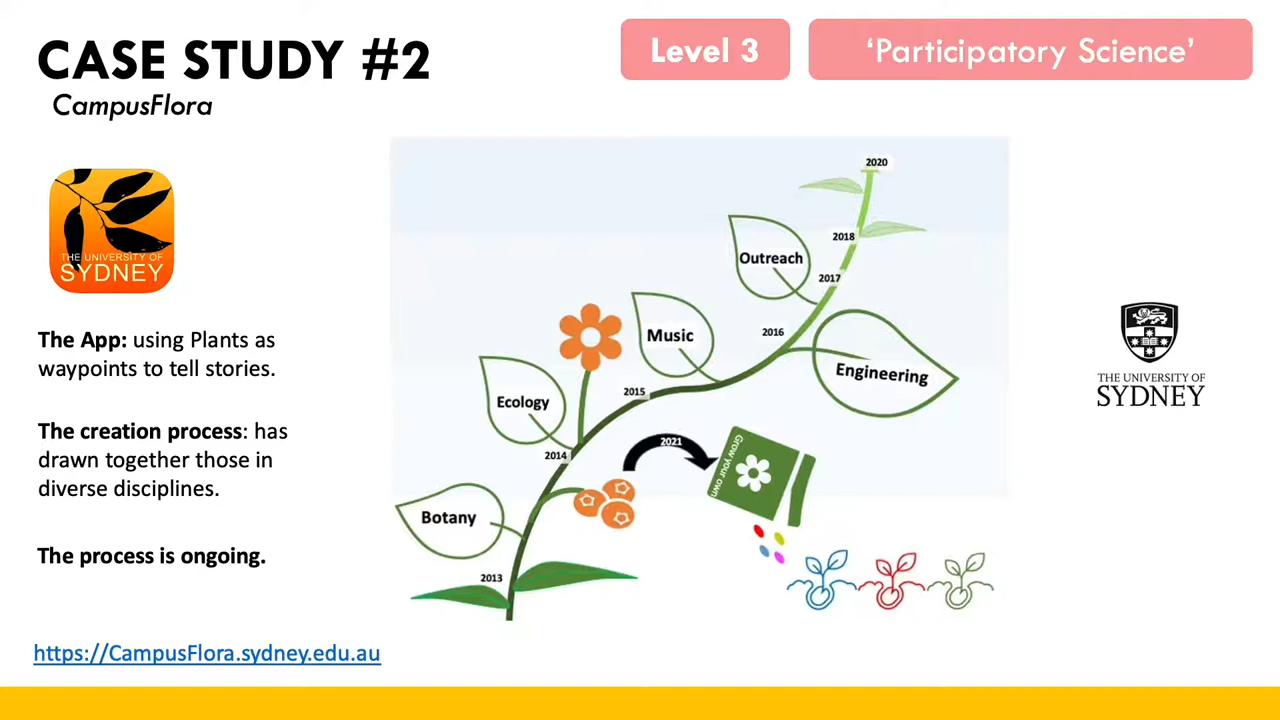 CASE STUDY #2
CampusFlora
Level 3
‘Participatory Science’
THE UNIVERSITY OF
SYDNEY
The App: using Plants as
waypoints to tell stories.
The creation process: has
drawn together those in
diverse disciplines.
The process is ongoing.
https://CampusFlora.sydney.edu.au
2020
2018
Outreach
2017
2016
Music
Engineering
2015
Ecology
2014
2021
Grow your own
Botany
2013
THE UNIVERSITY OF
SYDNEY